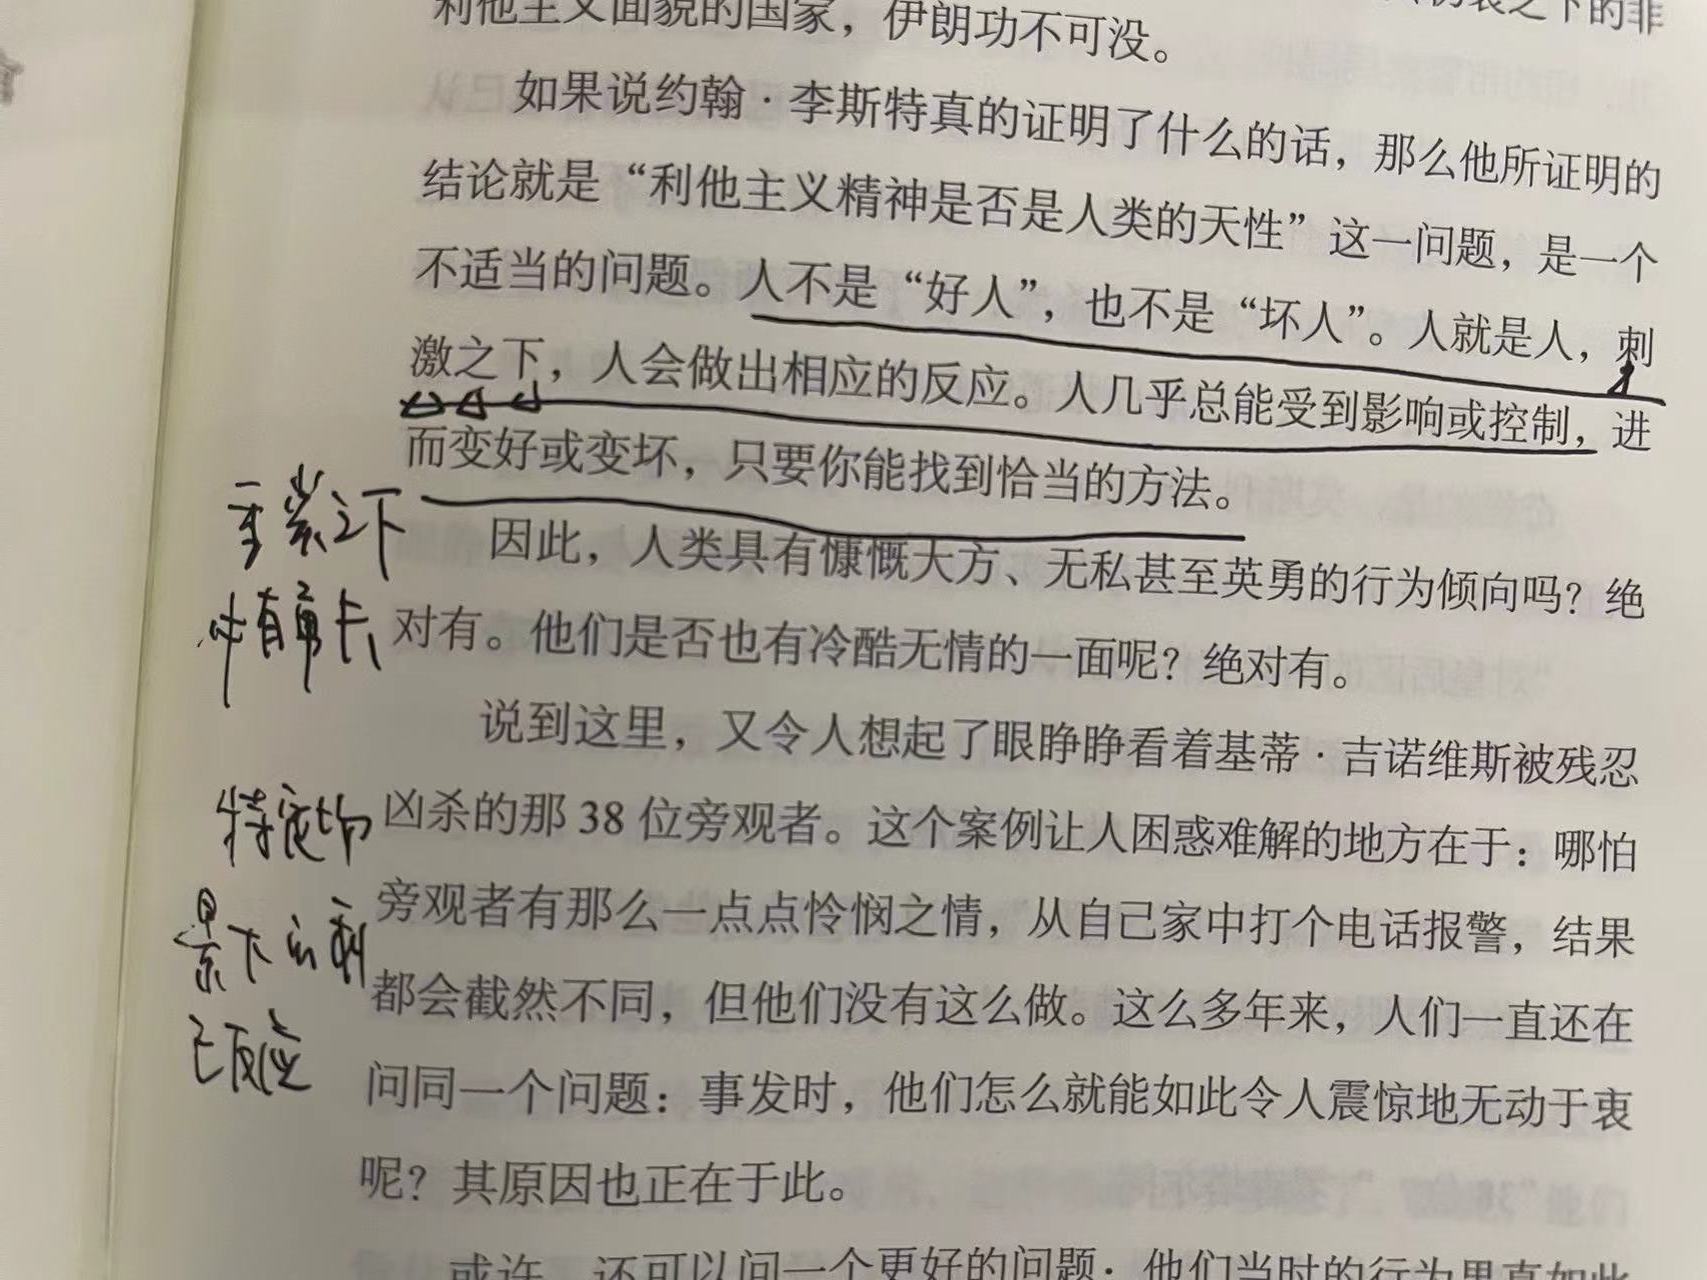 利他主义面貌的国家，伊朗功不可没。
如果说约翰·李斯特真的证明了什么的话，那么他所证明的
结论就是“利他主义精神是否是人类的天性”这一问题，是一个
不适当的问题。人不是“好人”，也不是“坏人”。人就是人，刺
激之下，人会做出相应的反应。人几乎总能受到影响或控制，进
而变好或变坏，只要你能找到恰当的方法。
因此，人类具有慷慨大方、无私甚至英勇的行为倾向吗？绝
对有。他们是否也有冷酷无情的一面呢？绝对有。
说到这里，又令人想起了眼睁睁看着基蒂·吉诺维斯被残忍
凶杀的那 38 位旁观者。这个案例让人困惑难解的地方在于：哪怕
旁观者有那么一点点怜悯之情，从自己家中打个电话报警，结果
都会截然不同，但他们没有这么做。这么多年来，人们一直还在
问同一个问题：事发时，他们怎么就能如此令人震惊地无动于衷
呢？其原因也正在于此。
或许，还可以问一个更好的问题：他们当时的行为果真如此
之下
特定场
景下的利
己反应